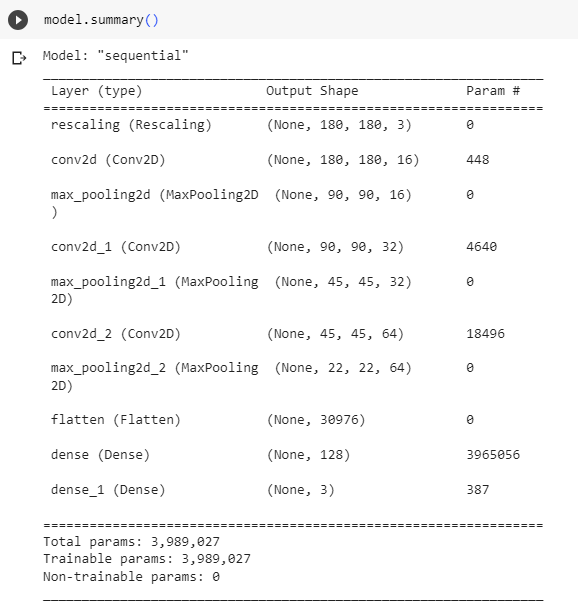 model.summary()
Model: "sequential"
_________________________________________________________________
Layer (type) Output Shape Param #
=================================================================
rescaling (Rescaling) (None, 180, 180, 3) 0
conv2d (Conv2D) (None, 180, 180, 16) 448
max_pooling2d (MaxPooling2D (None, 90, 90, 16) 0
)
conv2d_1 (Conv2D) (None, 90, 90, 32) 4640
max_pooling2d_1 (MaxPooling (None, 45, 45, 32) 0
2D)
conv2d_2 (Conv2D) (None, 45, 45, 64) 18496
max_pooling2d_2 (MaxPooling (None, 22, 22, 64) 0
2D)
flatten (Flatten) (None, 30976) 0
dense (Dense) (None, 128) 3965056
dense_1 (Dense) (None, 3) 387
=================================================================
Total params: 3,989,027
Trainable params: 3,989,027
Non-trainable params: 0
_________________________________________________________________